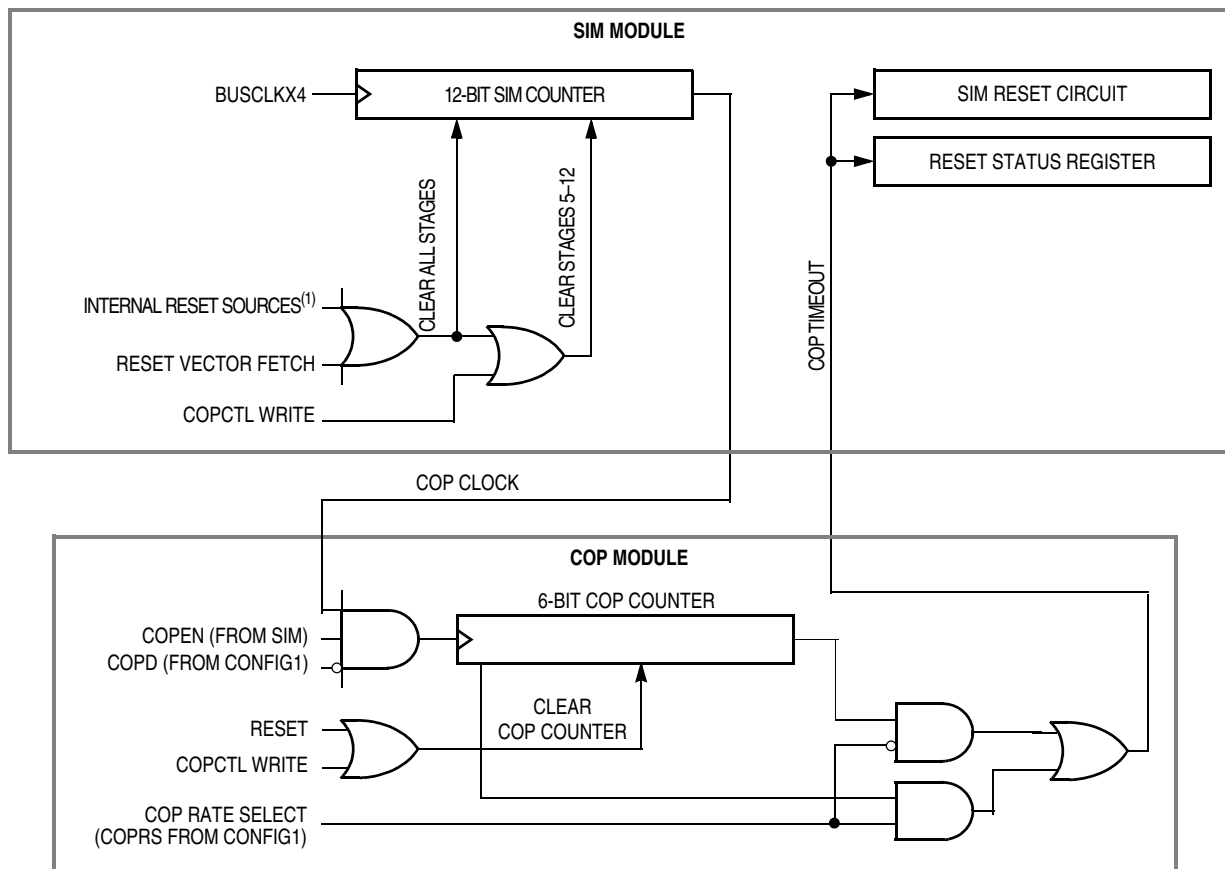 SIM MODULE
BUSCLKX4
12-BIT SIM COUNTER
SIM RESET CIRCUIT
RESET STATUS REGISTER
CLEAR ALL STAGES
CLEAR STAGES 5–12
COP TIMEOUT
INTERNAL RESET SOURCES(1)
RESET VECTOR FETCH
COPCTL WRITE
COP CLOCK
COP MODULE
6-BIT COP COUNTER
COPEN (FROM SIM)
COPD (FROM CONFIG1)
CLEAR
COP COUNTER
RESET
COPCTL WRITE
COP RATE SELECT
(COPRS FROM CONFIG1)